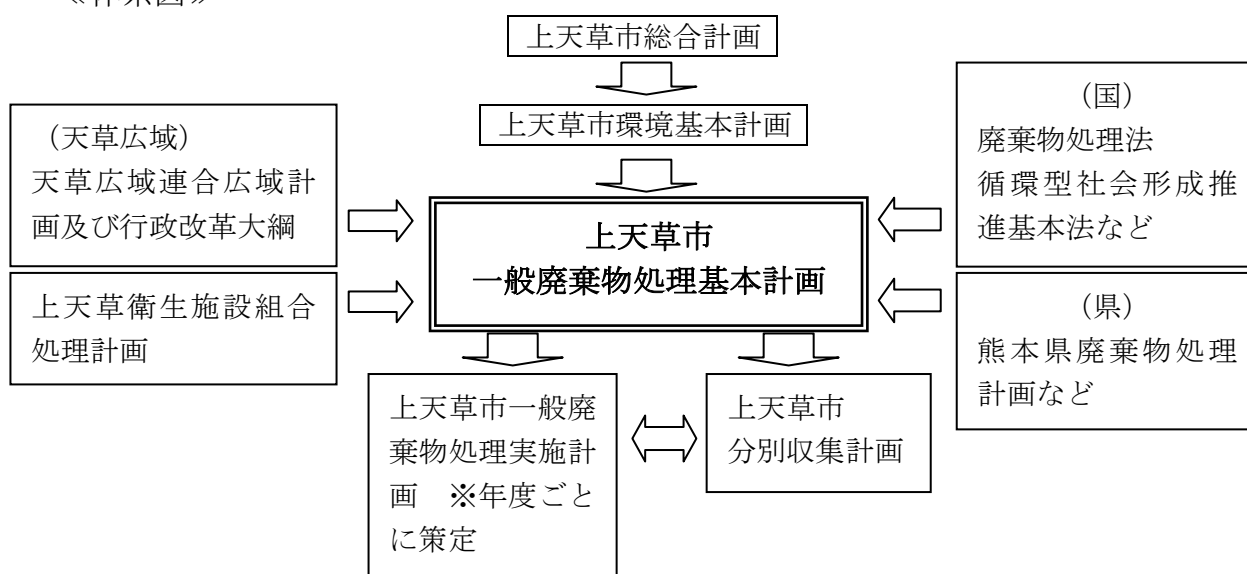 上天草市総合計画
上天草市環境基本計画
(天草広域)
天草広域連合広域計
画及び行政改革大綱
上天草衛生施設組合
処理計画
上天草市
一般廃棄物処理基本計画
(国)
廃棄物処理法
循環型社会形成推
進基本法など
(県)
熊本県廃棄物処理
計画など
上天草市一般廃
棄物処理実施計
画　※年度ごと
に策定
上天草市
分別収集計画